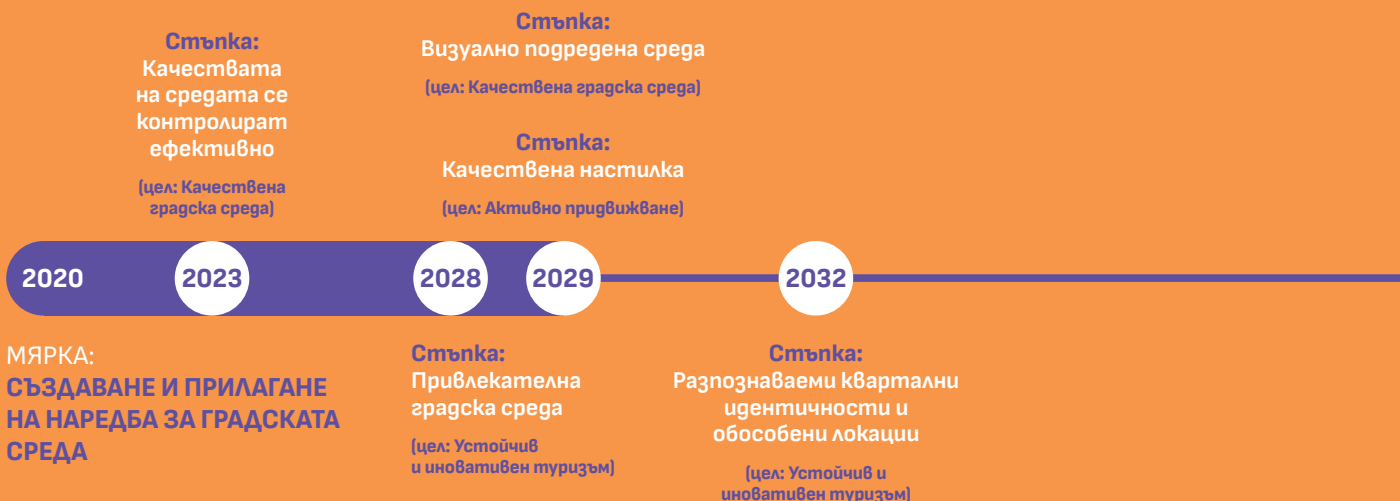 Стъпка:
Качествата
на средата се
контролират
ефективно
(цел: Качествена
градска среда)
Стъпка:
Визуално подредена среда
(цел: Качествена градска среда)
Стъпка:
Качествена настилка
(цел: Активно придвижване)
2020
2023
2028
2029
2032
МЯРКА:
СЪЗДАВАНЕ И ПРИЛАГАНЕ
НА НАРЕДБА ЗА ГРАДСКАТА
СРЕДА
Стъпка:
Привлекателна
градска среда
(цел: Устойчив
и иновативен туризъм)
Стъпка:
Разпознаваеми квартални
идентичности и
обособени локации
(цел: Устойчив и
иновативен туризъм)